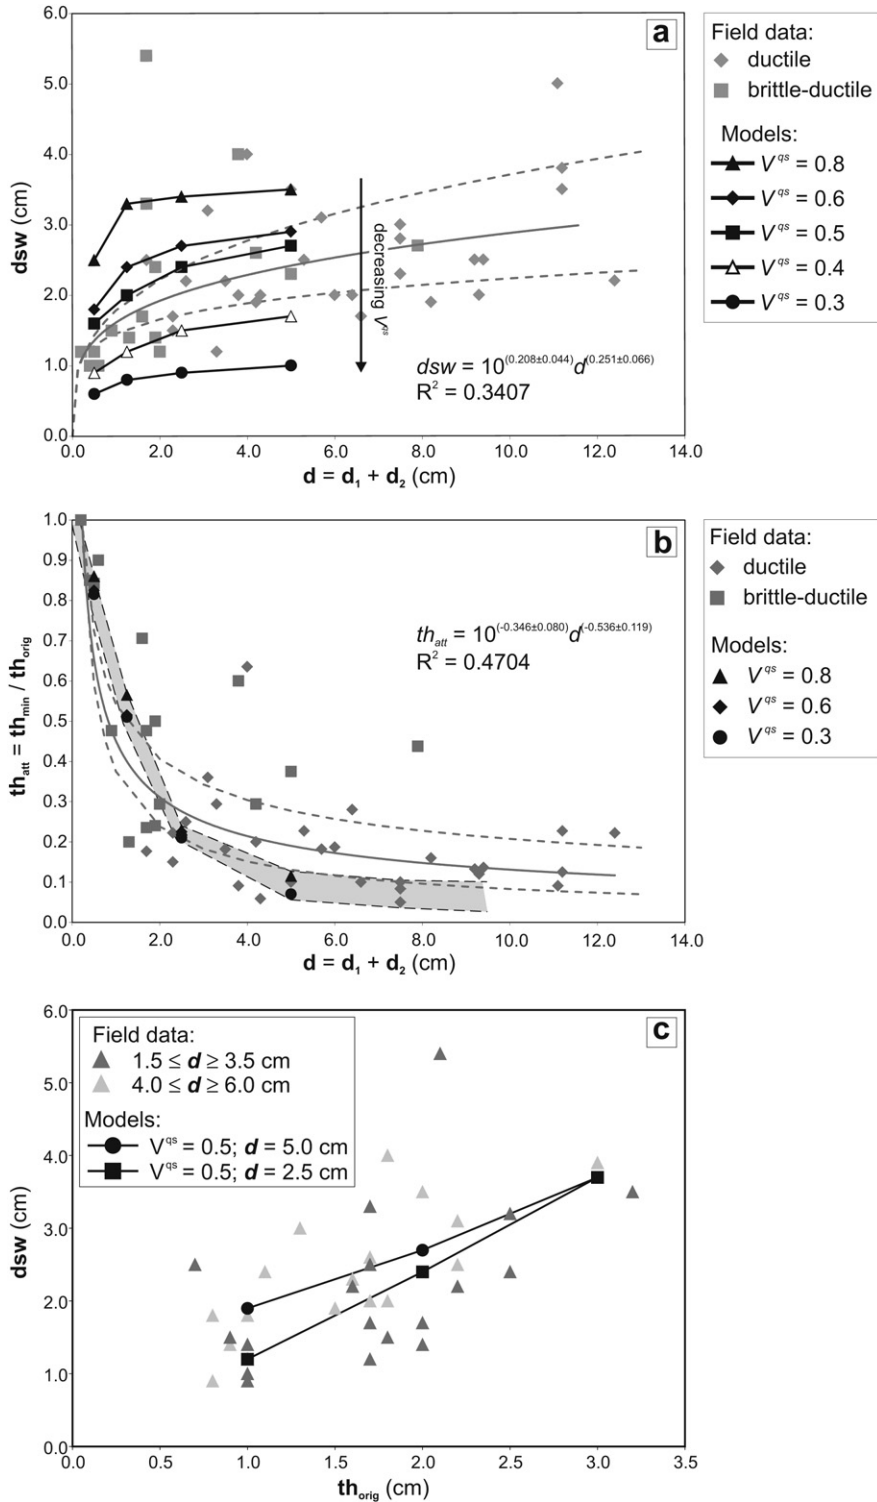 6.0
5.0
4.0
3.0
2.0
1.0
0.0
dsw (cm)
a
decreasing V^qs
dsw = 10^(0.208±0.044) d^(0.251±0.066)
R² = 0.3407
0.0 2.0 4.0 6.0 8.0 10.0 12.0 14.0
d = d₁ + d₂ (cm)
Field data:
ductile
brittle-ductile
Models:
V^qs = 0.8
V^qs = 0.6
V^qs = 0.5
V^qs = 0.4
V^qs = 0.3
1.0
0.9
0.8
0.7
0.6
0.5
0.4
0.3
0.2
0.1
0.0
th_att = th_min / th_orig
b
th_att = 10^(-0.346±0.080) d^(-0.536±0.119)
R² = 0.4704
0.0 2.0 4.0 6.0 8.0 10.0 12.0 14.0
d = d₁ + d₂ (cm)
Field data:
ductile
brittle-ductile
Models:
V^qs = 0.8
V^qs = 0.6
V^qs = 0.3
6.0
5.0
4.0
3.0
2.0
1.0
0.0
dsw (cm)
c
Field data:
1.5 ≤ d ≥ 3.5 cm
4.0 ≤ d ≥ 6.0 cm
Models:
V^qs = 0.5; d = 5.0 cm
V^qs = 0.5; d = 2.5 cm
0.0 0.5 1.0 1.5 2.0 2.5 3.0 3.5
th_orig (cm)